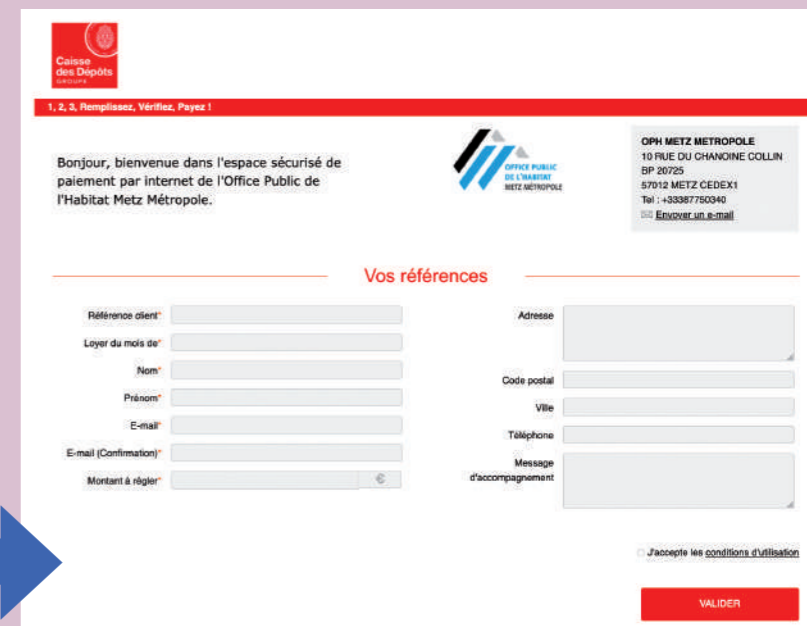 Caisse
des Dépôts
GROUPE
1, 2, 3, Remplissez, Vérifiez, Payez !
Bonjour, bienvenue dans l'espace sécurisé de
paiement par internet de l'Office Public de
l'Habitat Metz Métropole.
OFFICE PUBLIC
DE L'HABITAT
METZ MÉTROPOLE
OPH METZ METROPOLE
10 RUE DU CHANOINE COLLIN
BP 20725
57012 METZ CEDEX1
Tel : +33387750340
Envoyer un e-mail
Vos références
Référence client*
Loyer du mois de*
Nom*
Prénom*
E-mail*
E-mail (Confirmation)*
Montant à régler*
€
Adresse
Code postal
Ville
Téléphone
Message
d'accompagnement
J'accepte les conditions d'utilisation
VALIDER